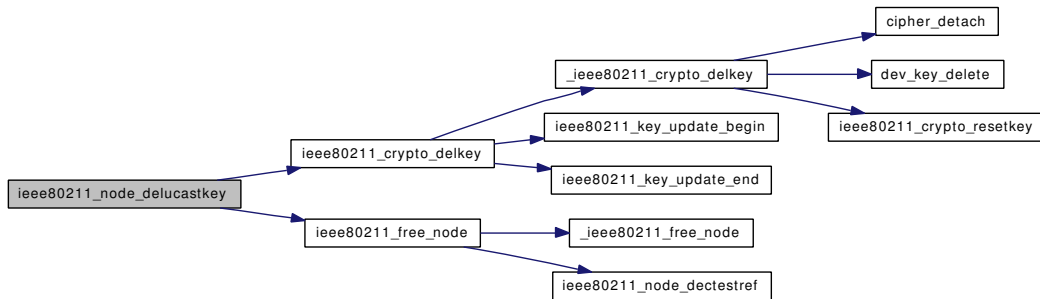 cipher_detach
_ieee80211_crypto_delkey
dev_key_delete
ieee80211_key_update_begin
ieee80211_crypto_resetkey
ieee80211_crypto_delkey
ieee80211_key_update_end
ieee80211_node_delucastkey
ieee80211_free_node
_ieee80211_free_node
ieee80211_node_dectestref